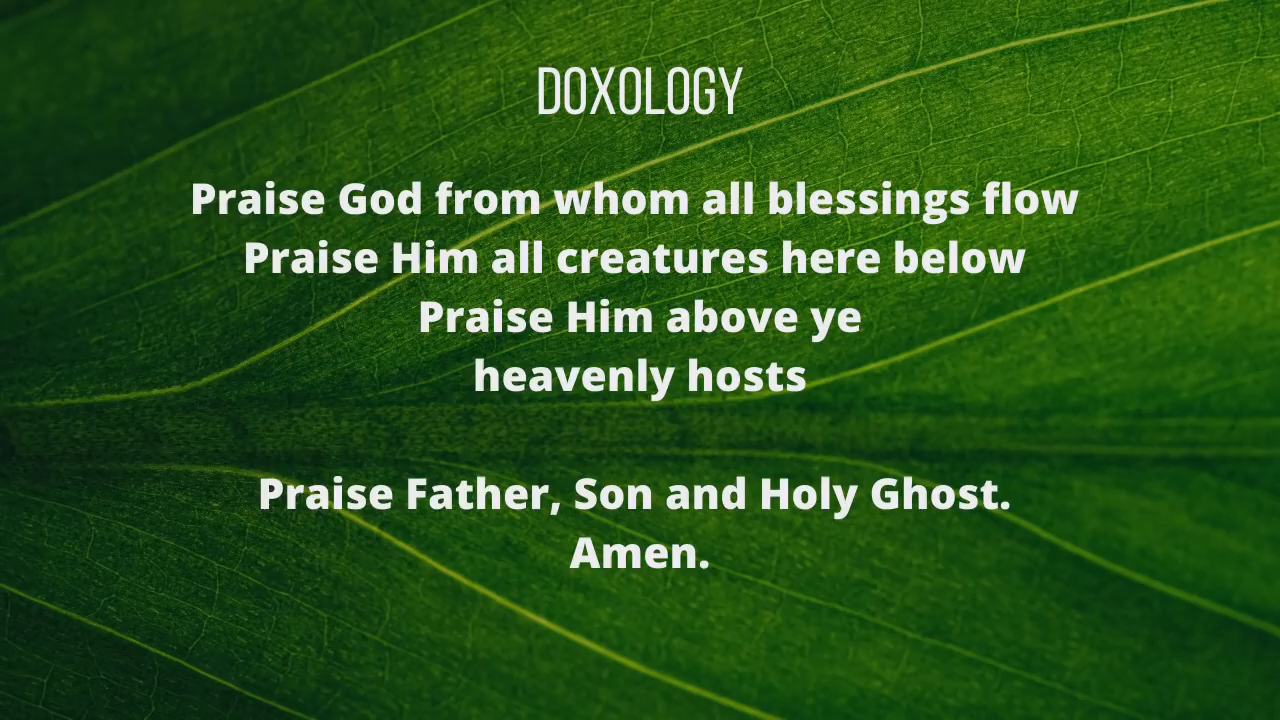 DOXOLOGY
Praise God from whom all blessings flow
Praise Him all creatures here below
Praise Him above ye
heavenly hosts
Praise Father, Son and Holy Ghost.
Amen.